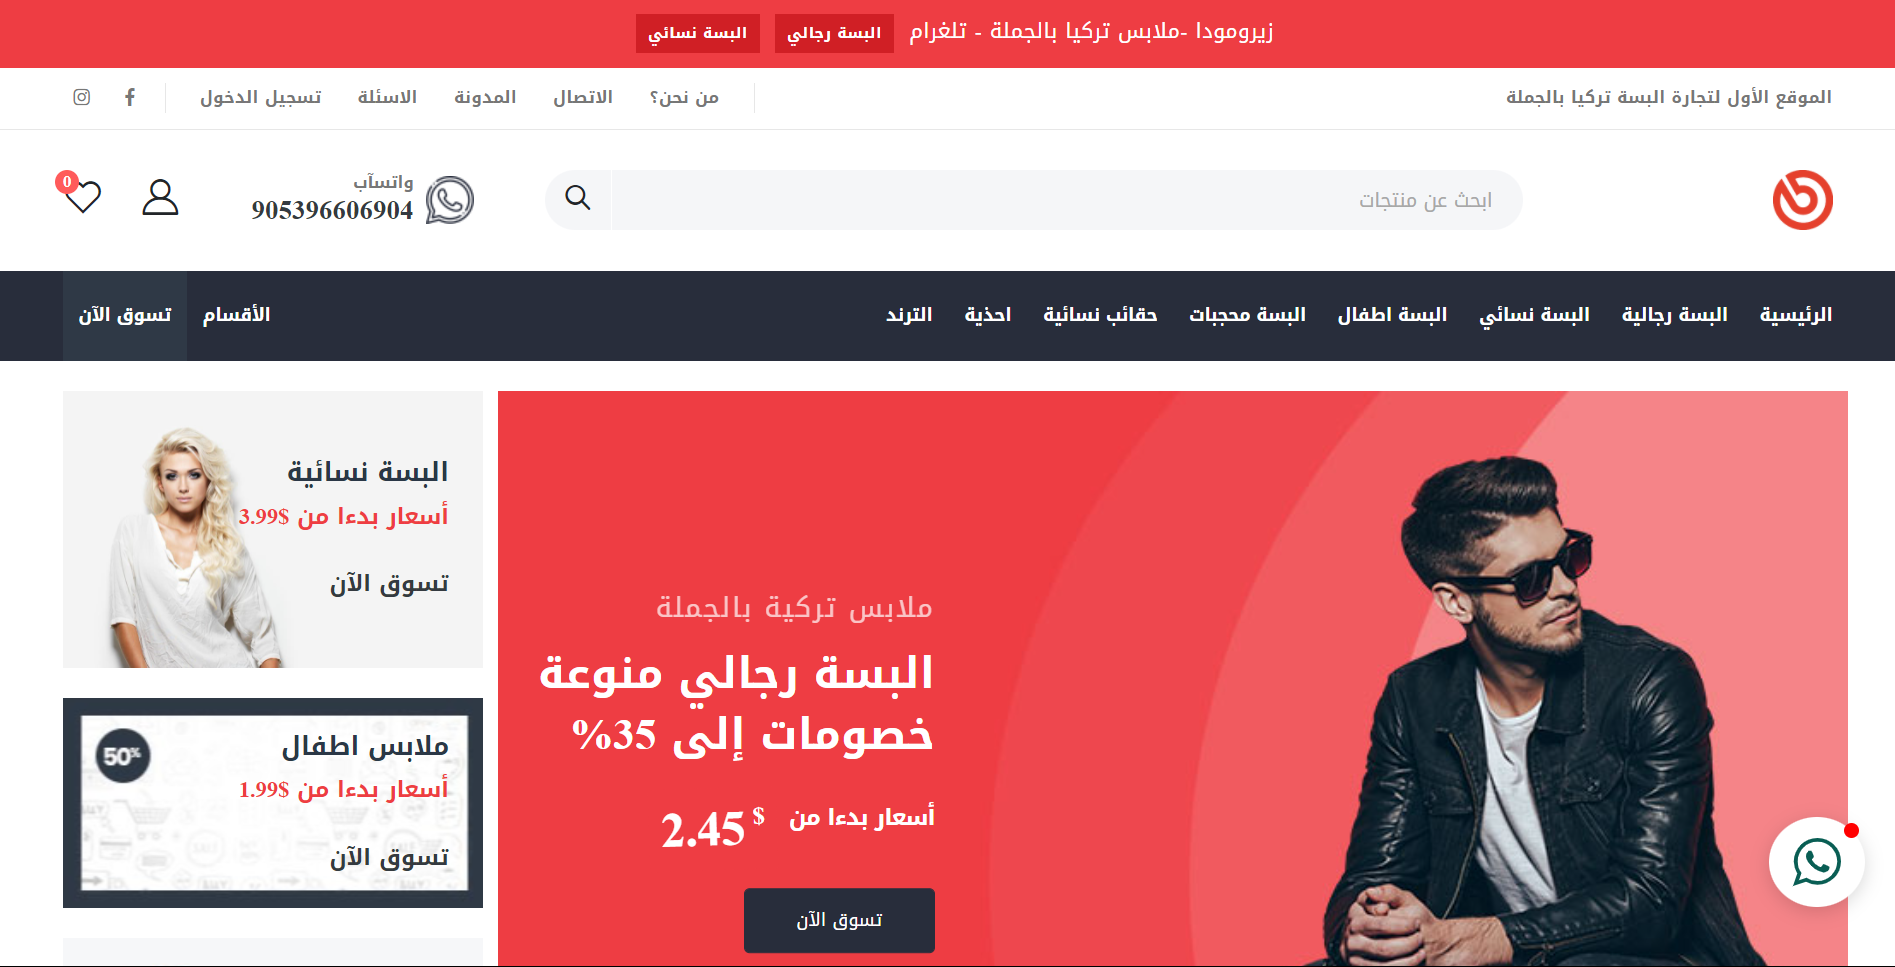 زيرومودا -ملابس تركيا بالجملة - تلغرام البسة رجالي البسة نسائي
الموقع الأول لتجارة البسة تركيا بالجملة من نحن؟ الاتصال المدونة الاسئلة تسجيل الدخول
ابحث عن منتجات
واتسآب
905396606904
0
الرئيسية البسة رجالية البسة نسائي البسة اطفال البسة محجبات حقائب نسائية احذية الترند الأقسام تسوق الآن
ملابس تركية بالجملة
البسة رجالي منوعة
خصومات إلى 35%
أسعار بدءا من $ 2.45
تسوق الآن
البسة نسائية
أسعار بدءا من $3.99
تسوق الآن
ملابس اطفال
50%
أسعار بدءا من $1.99
تسوق الآن